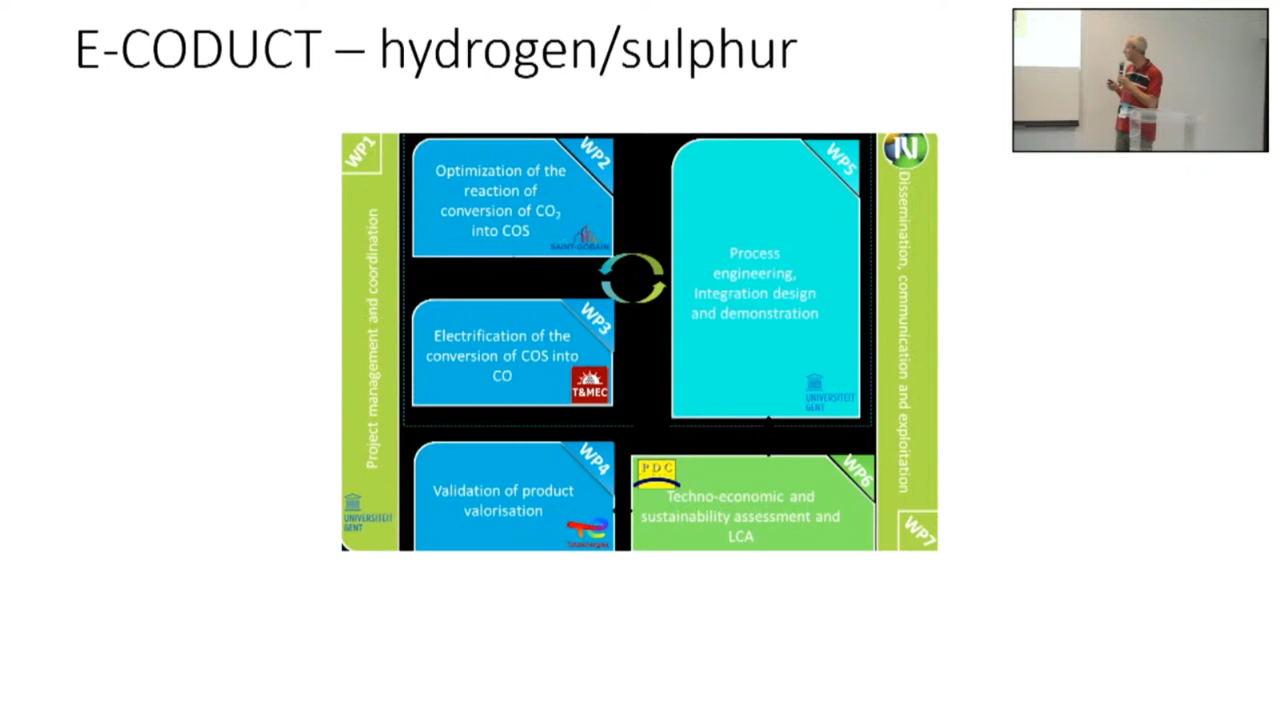 E-CODUCT – hydrogen/sulphur
WP1
Project management and coordination
UNIVERSITEIT
GENT
WP2
Optimization of the
reaction of
conversion of CO₂
into COS
SAINT-GOBAIN
WP3
Electrification of the
conversion of COS into
CO
T&MEC
WP4
Validation of product
valorisation
TotalEnergies
WP5
Process
engineering,
Integration design
and demonstration
UNIVERSITEIT
GENT
PDC
WP6
Techno-economic and
sustainability assessment and
LCA
N
Dissemination, communication and exploitation
WP7